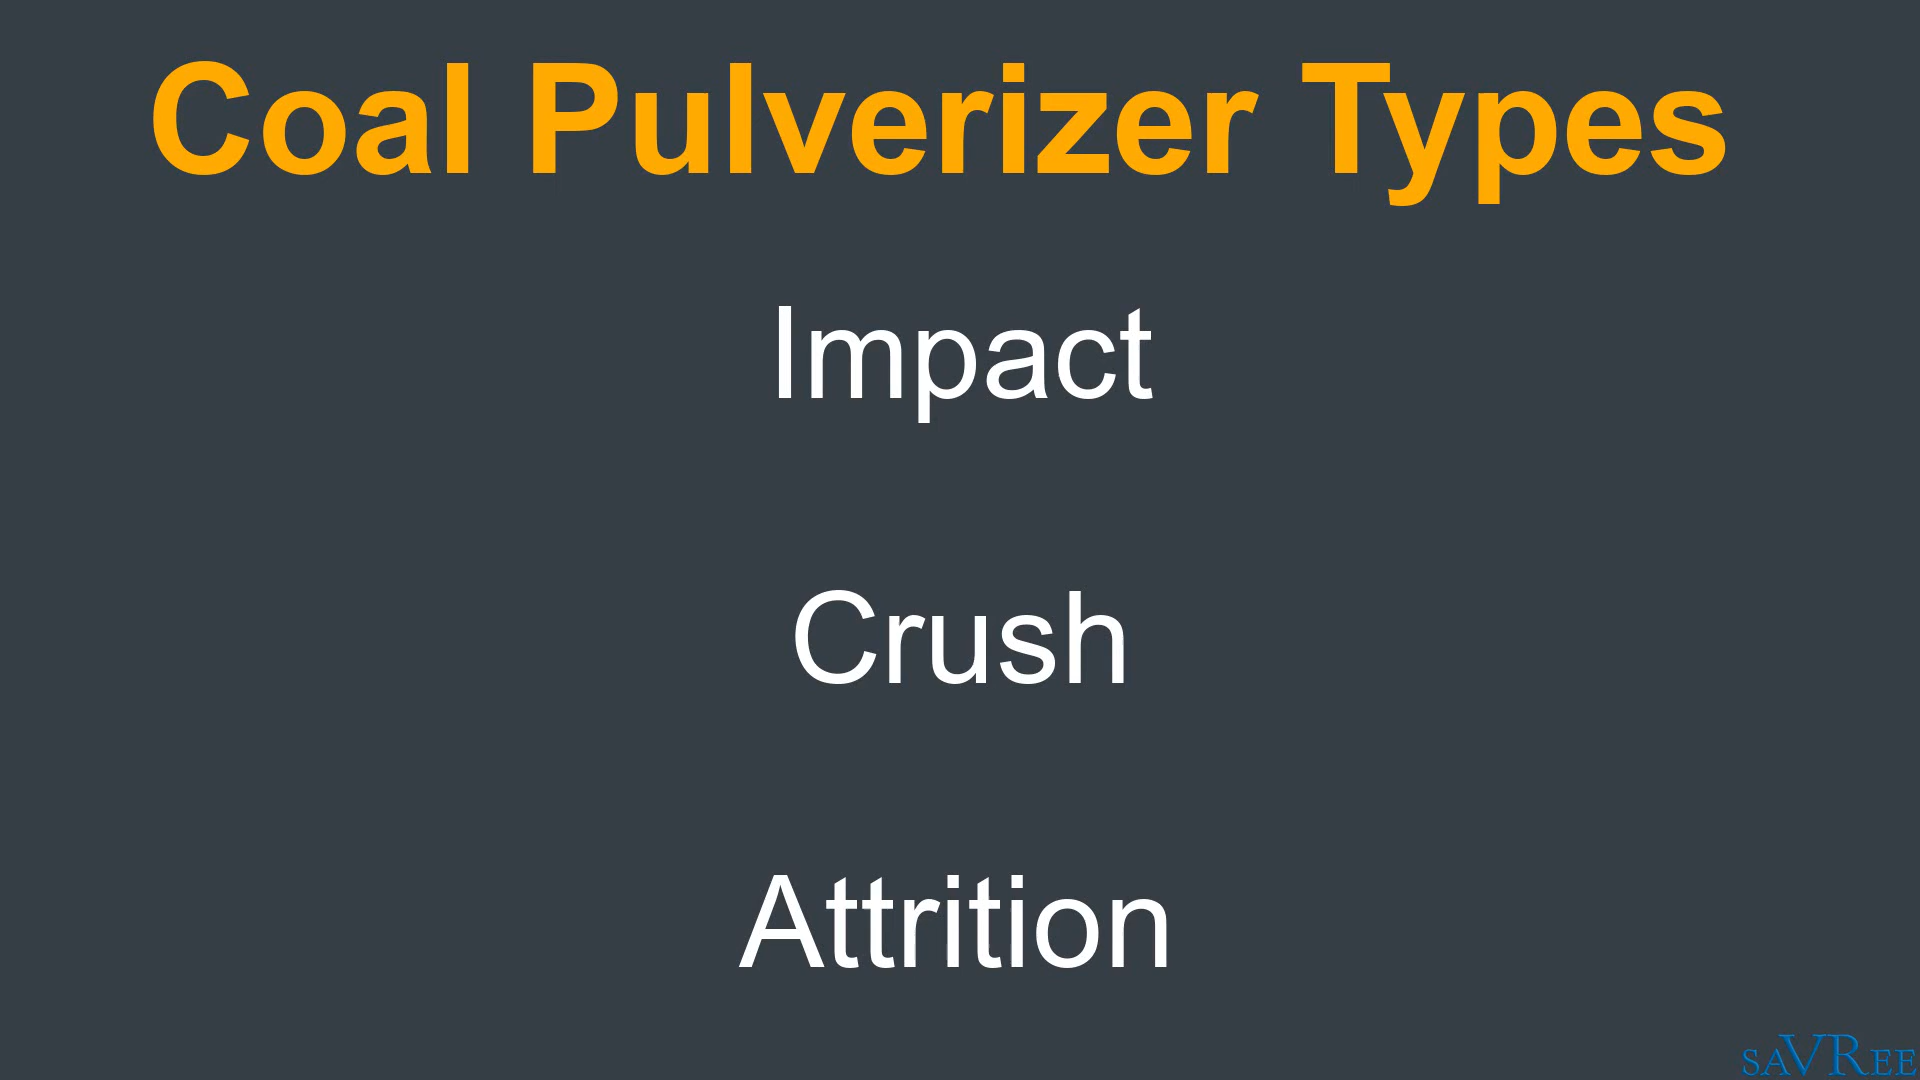 Coal Pulverizer Types
Impact
Crush
Attrition
saVRee